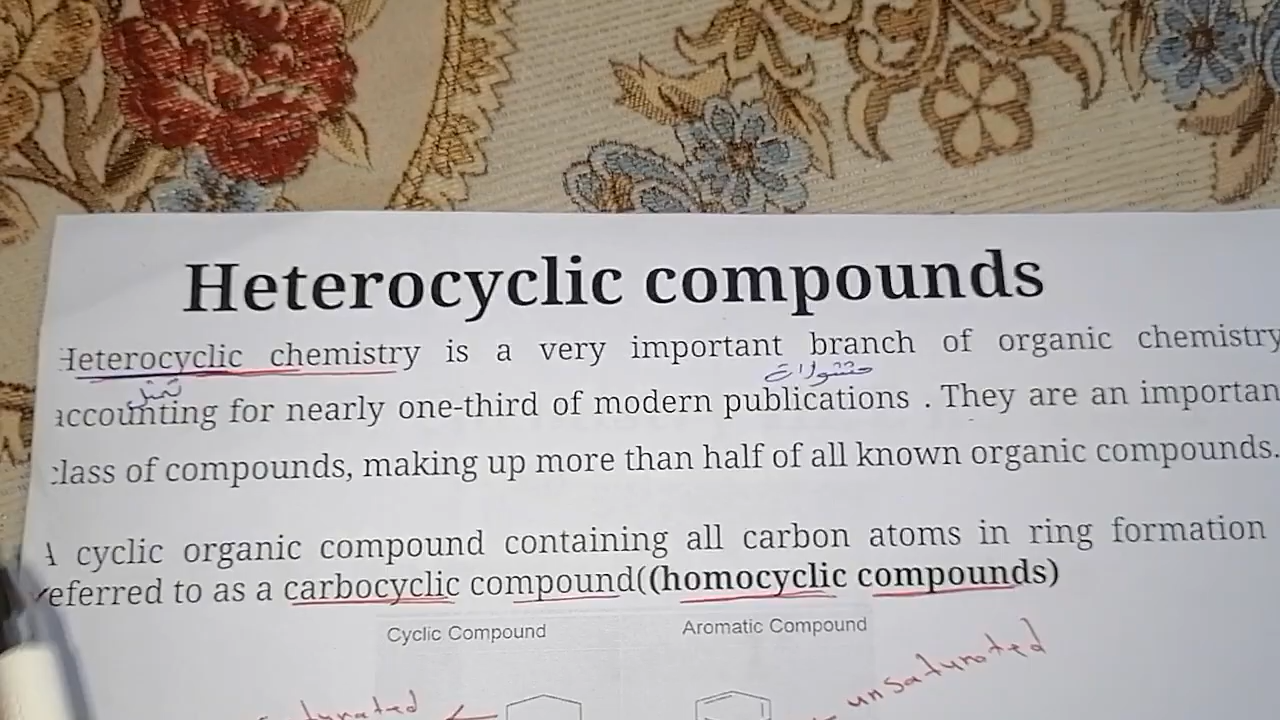 Heterocyclic compounds
Heterocyclic chemistry is a very important branch of organic chemistry
تمثل
accounting for nearly one-third of modern publications . They are an importan
class of compounds, making up more than half of all known organic compounds.
A cyclic organic compound containing all carbon atoms in ring formation
referred to as a carbocyclic compound((homocyclic compounds)
Cyclic Compound Aromatic Compound
unsaturated